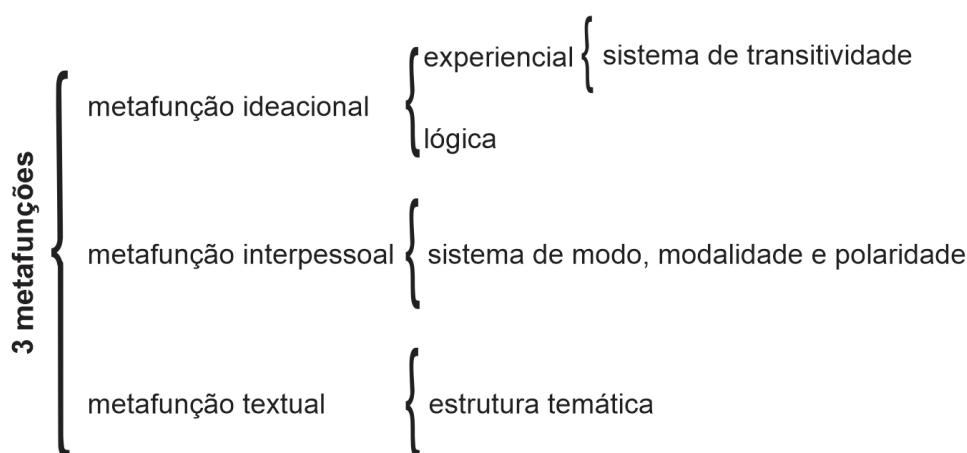 3 metafunções
metafunção ideacional
experiencial
sistema de transitividade
lógica
metafunção interpessoal
sistema de modo, modalidade e polaridade
metafunção textual
estrutura temática